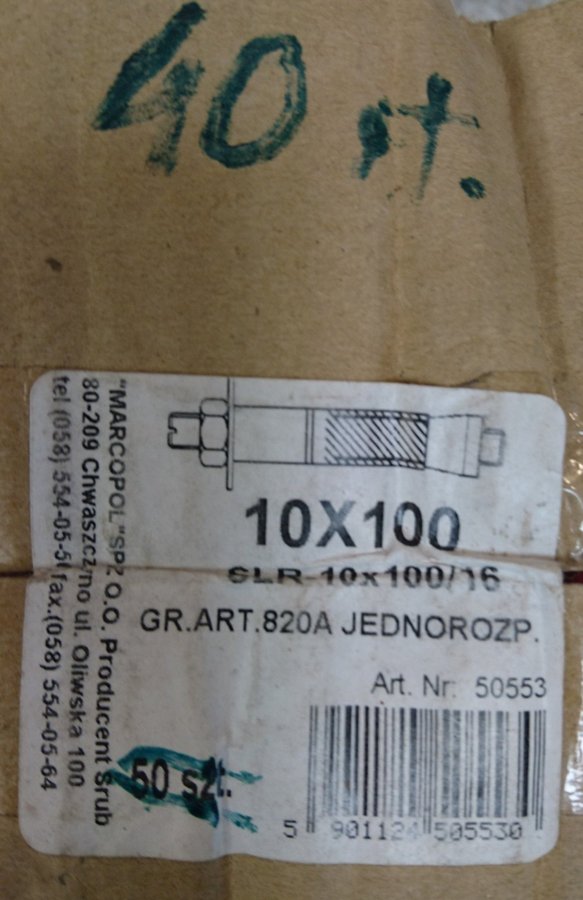 40 st.
10X100
SLR-10x100/16
GR.ART.820A JEDNOROZP.
Art. Nr: 50553
50 szt.
5 901124 505530
"MARCOPOL" SP. O.O. Producent Śrub
80-209 Chwaszczyno ul. Oliwska 100
tel (058) 554-05-5 fax.(058) 554-05-64